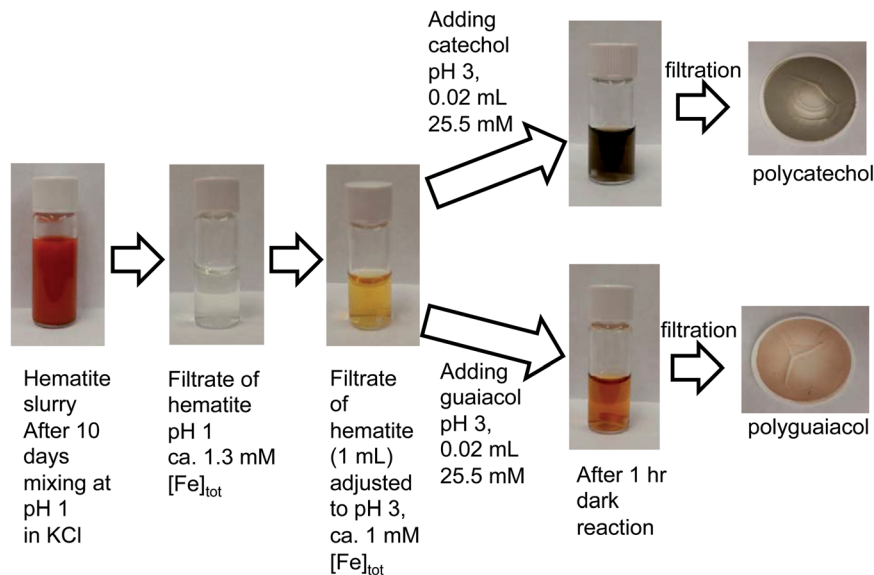 Adding
catechol
pH 3,
0.02 mL
25.5 mM
filtration
polycatechol
Hematite
slurry
After 10
days
mixing at
pH 1
in KCl
Filtrate of
hematite
pH 1
ca. 1.3 mM
[Fe]tot
Filtrate
of
hematite
(1 mL)
adjusted
to pH 3,
ca. 1 mM
[Fe]tot
Adding
guaiacol
pH 3,
0.02 mL
25.5 mM
After 1 hr
dark
reaction
filtration
polyguaiacol